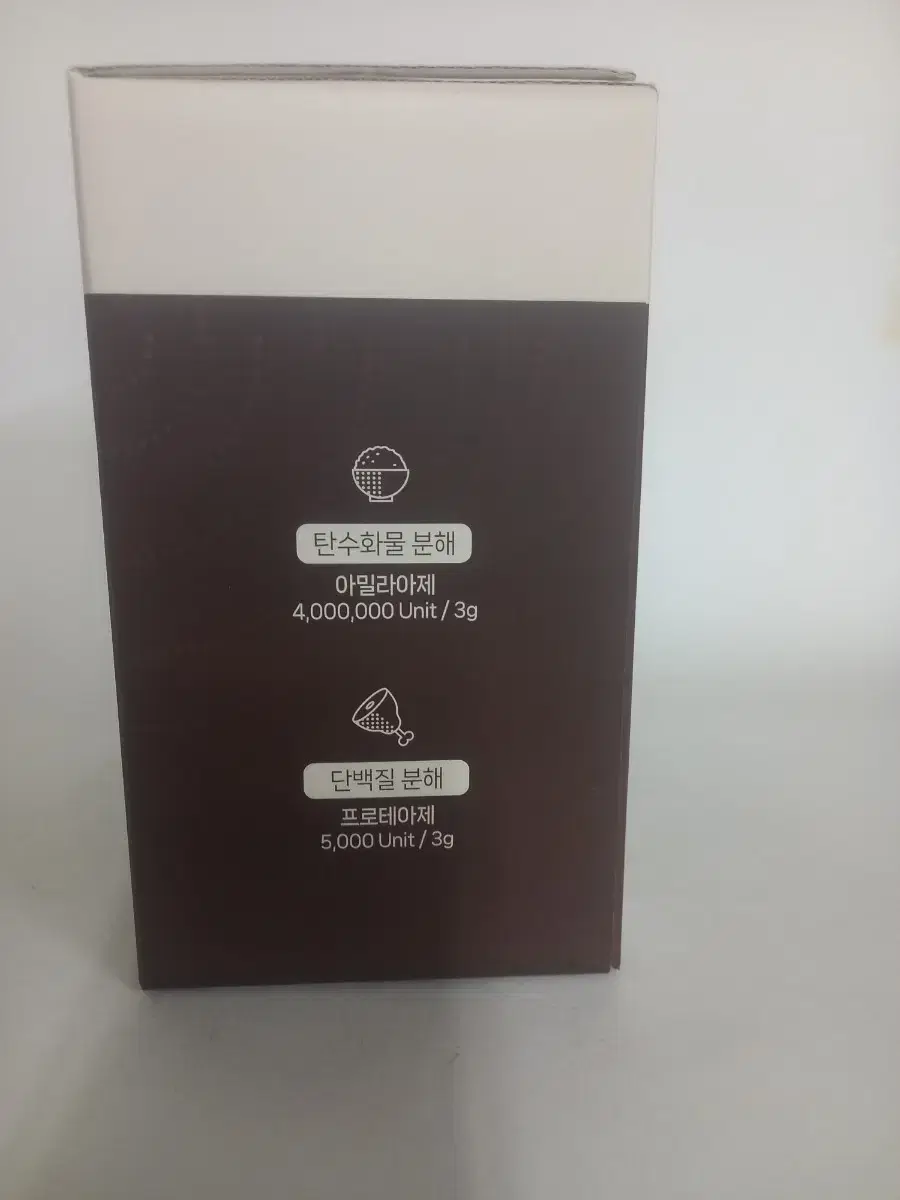 탄수화물 분해
아밀라아제
4,000,000 Unit / 3g
단백질 분해
프로테아제
5,000 Unit / 3g